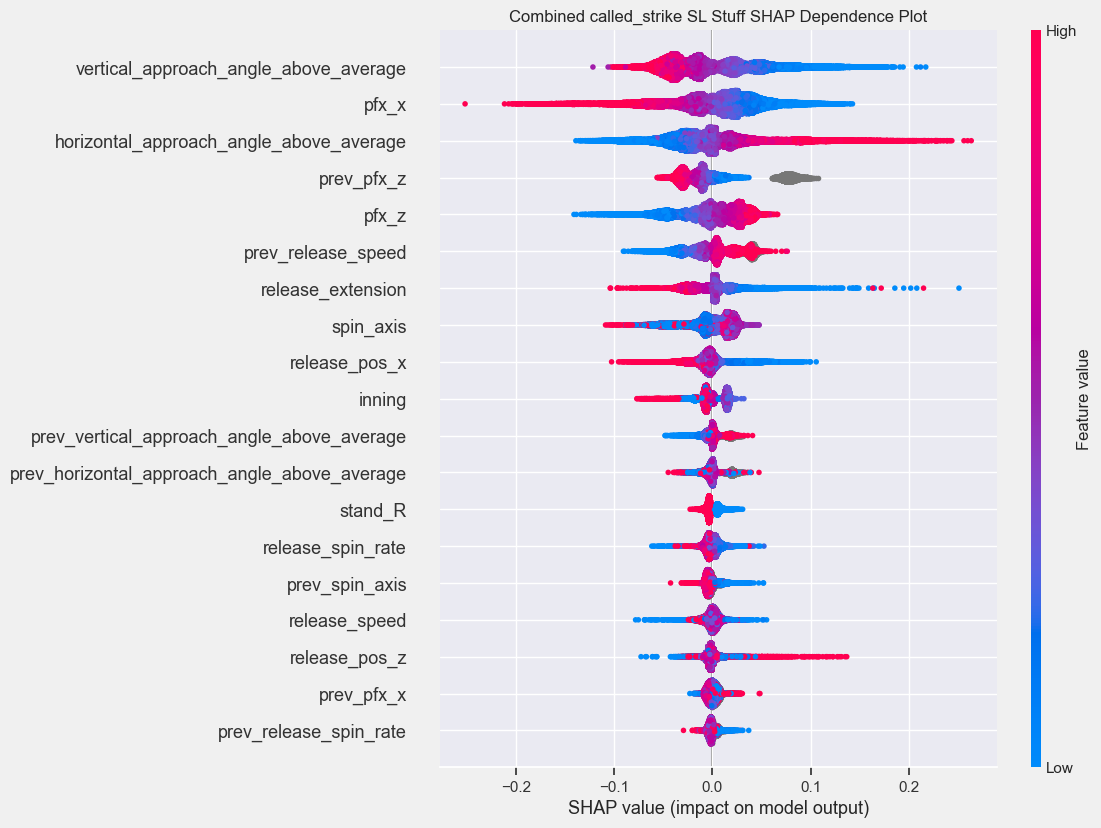 Combined called_strike SL Stuff SHAP Dependence Plot
High
vertical_approach_angle_above_average
pfx_x
horizontal_approach_angle_above_average
prev_pfx_z
pfx_z
prev_release_speed
release_extension
spin_axis
release_pos_x
inning
prev_vertical_approach_angle_above_average
prev_horizontal_approach_angle_above_average
stand_R
release_spin_rate
prev_spin_axis
release_speed
release_pos_z
prev_pfx_x
prev_release_spin_rate
Feature value
Low
−0.2 −0.1 0.0 0.1 0.2
SHAP value (impact on model output)